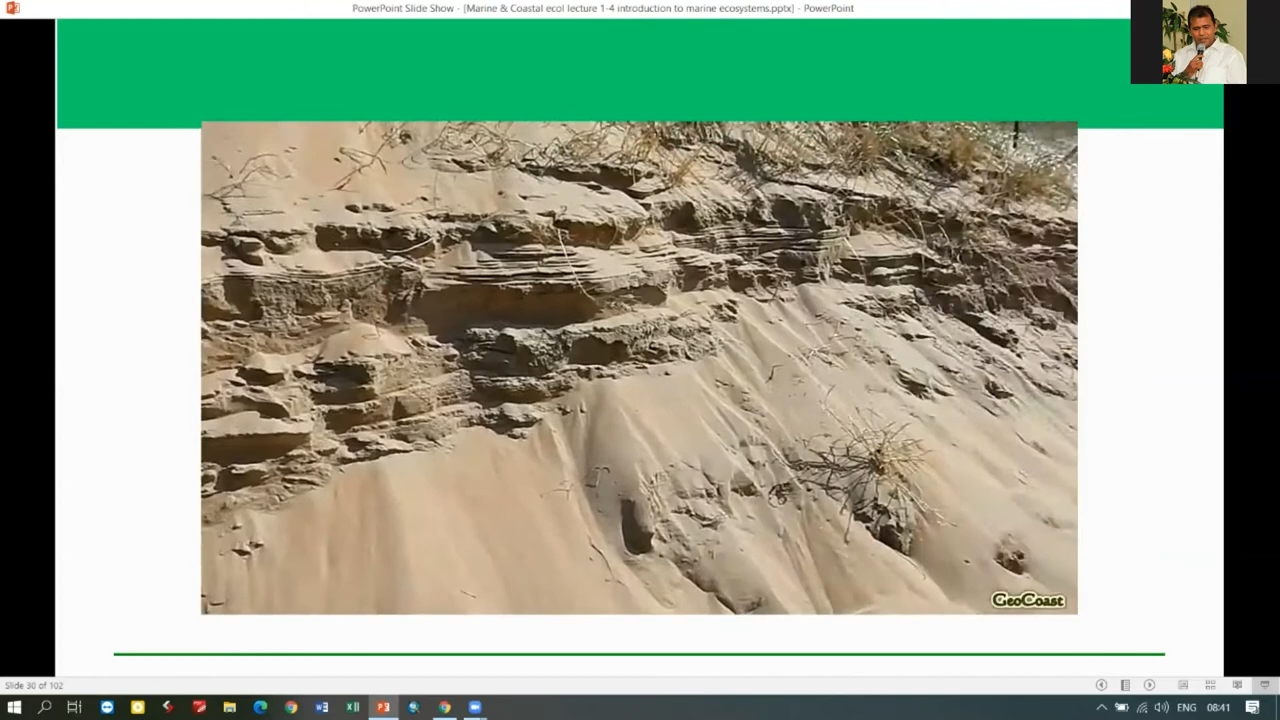 PowerPoint Slide Show - [Marine & Coastal ecol lecture 1-4 introduction to marine ecosystems.pptx] - PowerPoint
GeoCoast
Slide 30 of 102
ENG
08:41